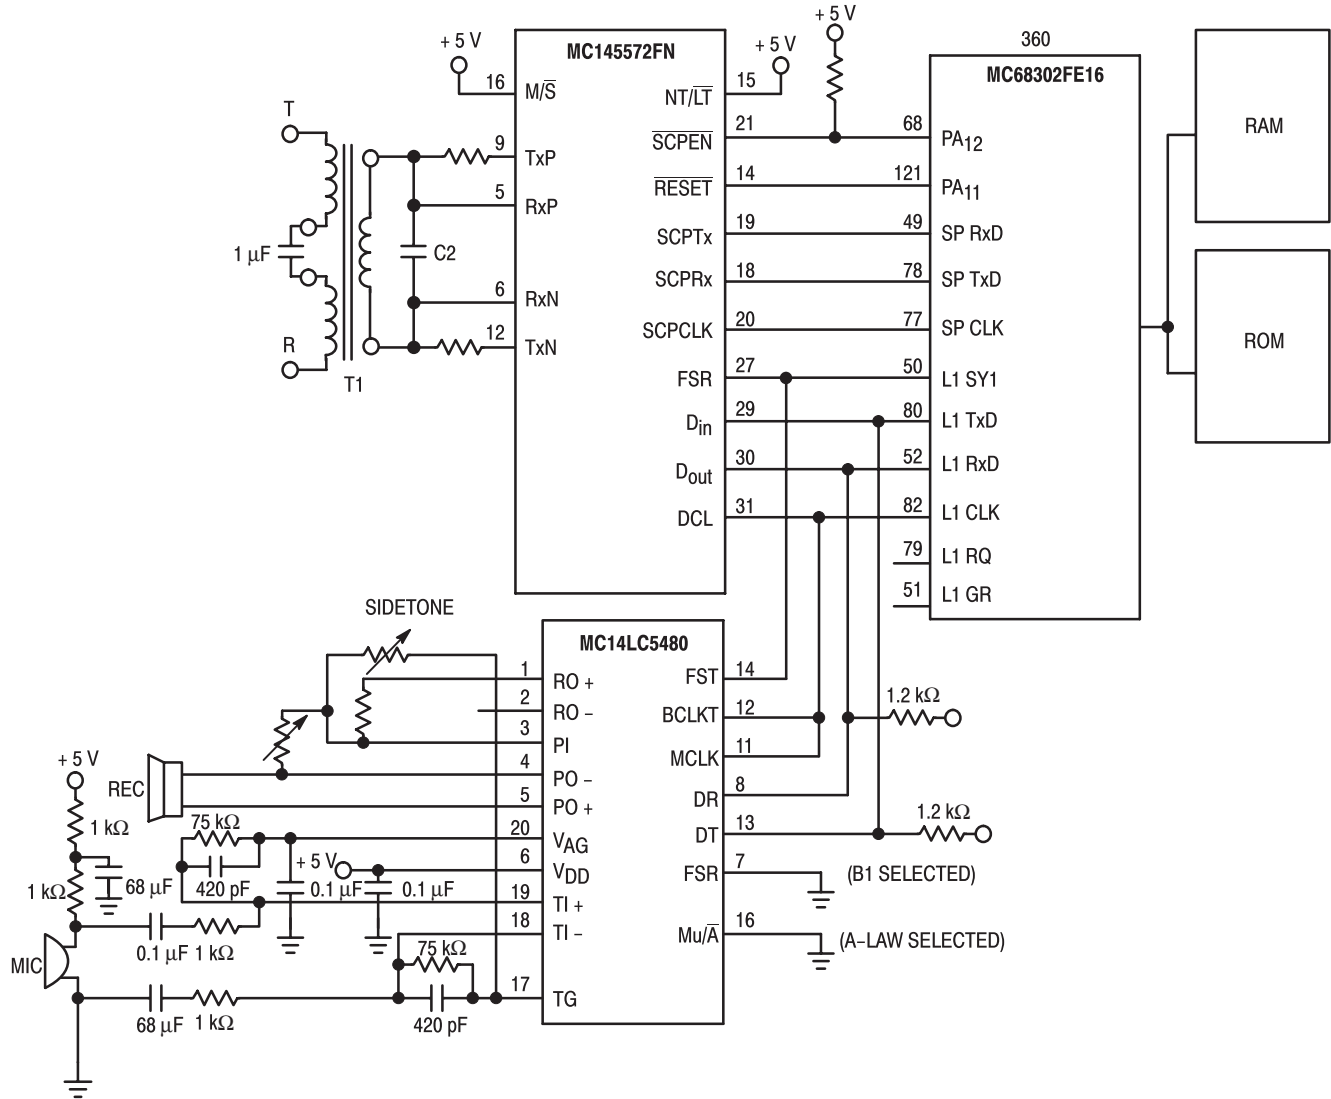 + 5 V
MC145572FN
+ 5 V
+ 5 V
360
MC68302FE16
16 M/S̅
NT/L̅T̅ 15
RAM
T
9 TxP
S̅C̅P̅E̅N̅ 21
68 PA12
5 RxP
R̅E̅S̅E̅T̅ 14
121 PA11
1 μF
C2
SCPTx 19
49 SP RxD
SCPRx 18
78 SP TxD
6 RxN
SCPCLK 20
77 SP CLK
ROM
R
12 TxN
T1
FSR 27
50 L1 SY1
Din 29
80 L1 TxD
Dout 30
52 L1 RxD
DCL 31
82 L1 CLK
79 L1 RQ
51 L1 GR
SIDETONE
MC14LC5480
1 RO +
FST 14
2 RO –
BCLKT 12
1.2 kΩ
3 PI
MCLK 11
+ 5 V
REC
4 PO –
DR 8
5 PO +
1.2 kΩ
1 kΩ
75 kΩ
20 VAG
DT 13
+ 5 V
6 VDD
FSR 7
(B1 SELECTED)
1 kΩ
68 μF
420 pF
0.1 μF
0.1 μF
19 TI +
18 TI –
Mu/A̅ 16
(A–LAW SELECTED)
0.1 μF 1 kΩ
75 kΩ
MIC
17 TG
68 μF 1 kΩ
420 pF